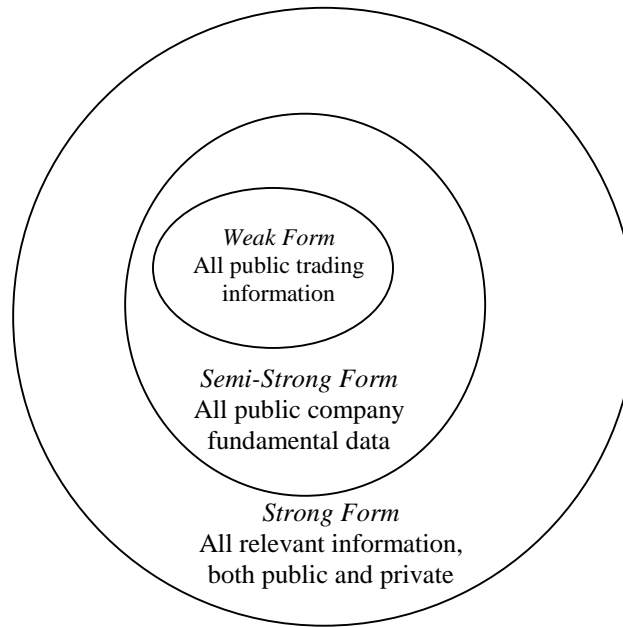 Weak Form
All public trading
information
Semi-Strong Form
All public company
fundamental data
Strong Form
All relevant information,
both public and private